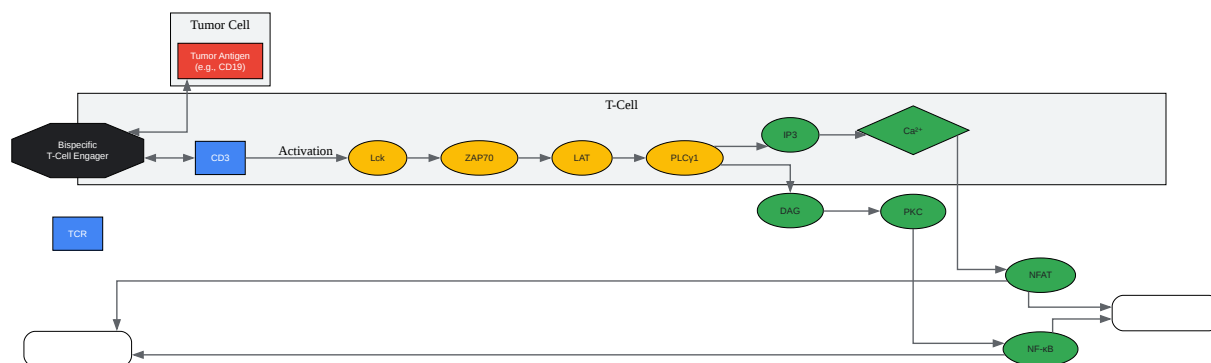 Tumor Cell
Tumor Antigen
(e.g., CD19)
T-Cell
Bispecific
T-Cell Engager
CD3
Activation
Lck
ZAP70
LAT
PLCγ1
IP3
Ca²⁺
DAG
PKC
TCR
NFAT
NF-κB